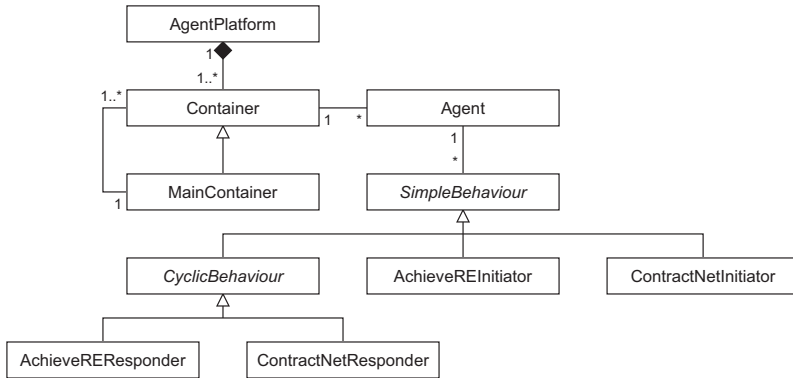 AgentPlatform
1
1..*
1..*
Container
1
*
Agent
1
*
1
MainContainer
SimpleBehaviour
CyclicBehaviour
AchieveREInitiator
ContractNetInitiator
AchieveREResponder
ContractNetResponder